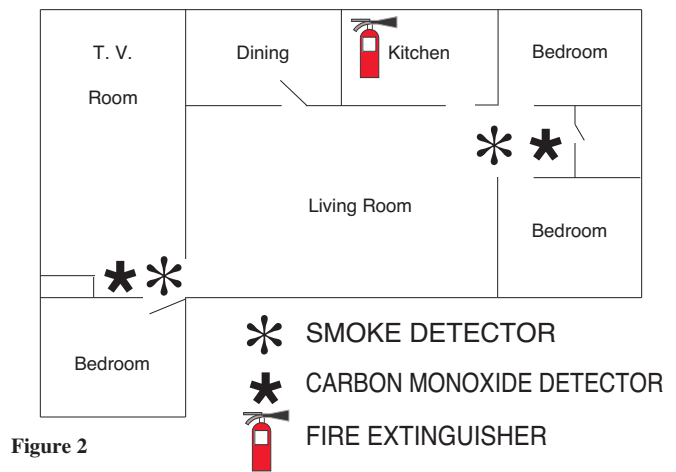 T. V.
Room
Dining
Kitchen
Bedroom
Living Room
Bedroom
Bedroom
SMOKE DETECTOR
CARBON MONOXIDE DETECTOR
FIRE EXTINGUISHER
Figure 2